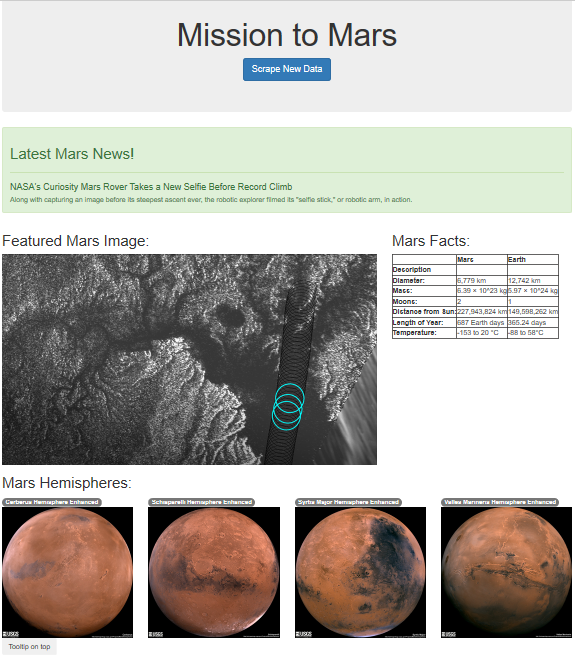 Mission to Mars
Scrape New Data
Latest Mars News!
NASA's Curiosity Mars Rover Takes a New Selfie Before Record Climb
Along with capturing an image before its steepest ascent ever, the robotic explorer filmed its "selfie stick," or robotic arm, in action.
Featured Mars Image:
Mars Facts:
Mars Earth
Description
Diameter: 6,779 km 12,742 km
Mass: 6.39 × 10^23 kg 5.97 × 10^24 kg
Moons: 2 1
Distance from Sun: 227,943,824 km 149,598,262 km
Length of Year: 687 Earth days 365.24 days
Temperature: -153 to 20 °C -88 to 58°C
Mars Hemispheres:
Cerberus Hemisphere Enhanced
Schiaparelli Hemisphere Enhanced
Syrtis Major Hemisphere Enhanced
Valles Marineris Hemisphere Enhanced
USGS
USGS
USGS
USGS
Tooltip on top